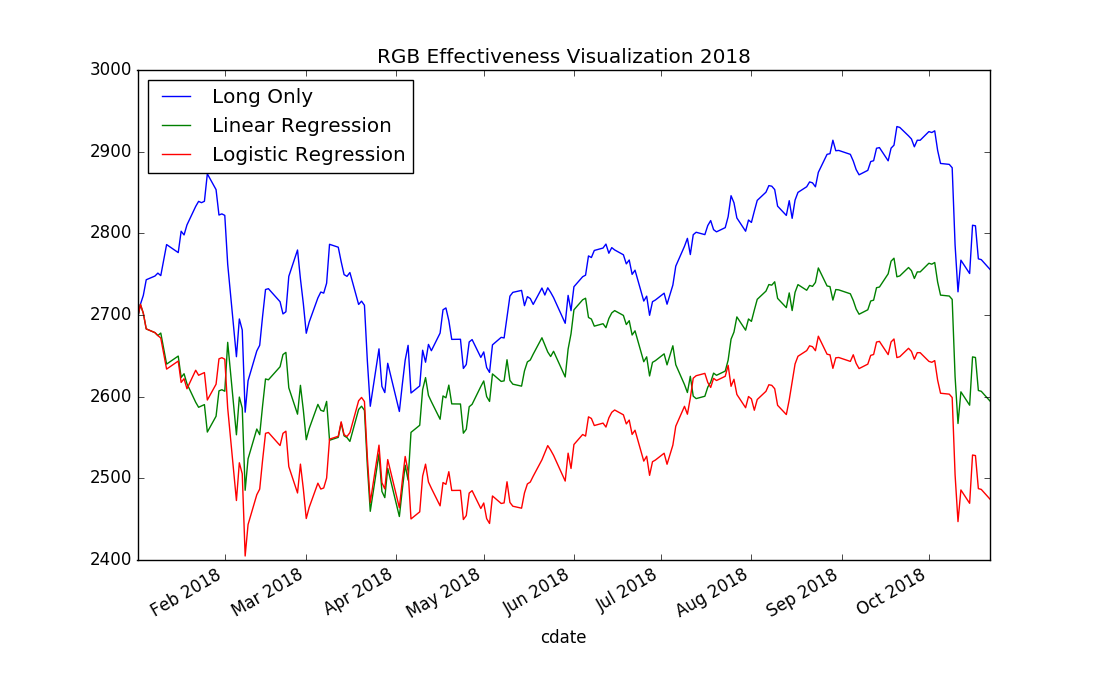 RGB Effectiveness Visualization 2018
3000
2900
2800
2700
2600
2500
2400
Long Only
Linear Regression
Logistic Regression
Feb 2018
Mar 2018
Apr 2018
May 2018
Jun 2018
Jul 2018
Aug 2018
Sep 2018
Oct 2018
cdate